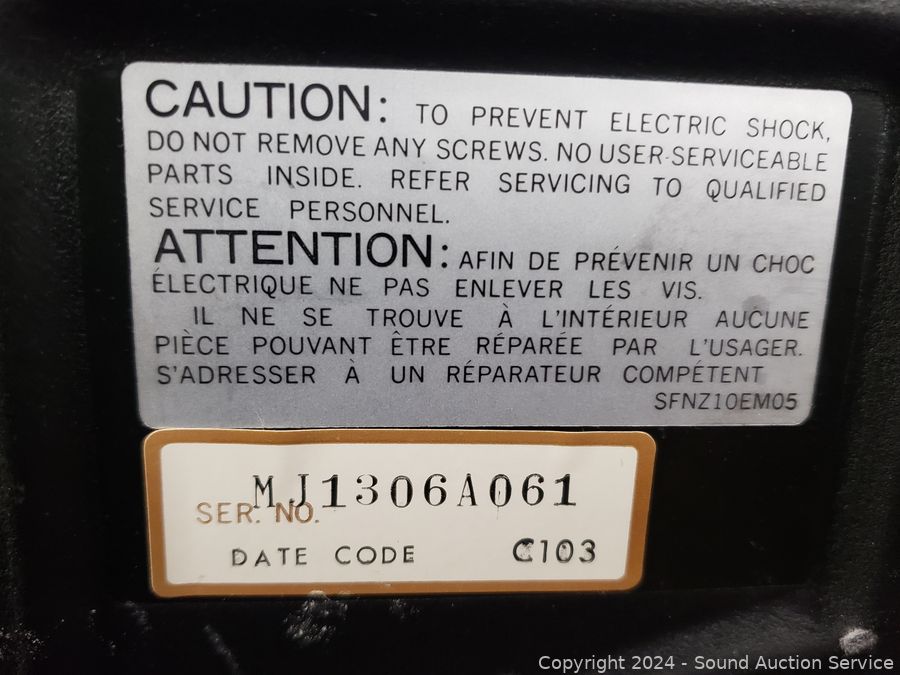 CAUTION: TO PREVENT ELECTRIC SHOCK,
DO NOT REMOVE ANY SCREWS. NO USER-SERVICEABLE
PARTS INSIDE. REFER SERVICING TO QUALIFIED
SERVICE PERSONNEL.
ATTENTION: AFIN DE PRÉVENIR UN CHOC
ÉLECTRIQUE NE PAS ENLEVER LES VIS.
IL NE SE TROUVE À L'INTÉRIEUR AUCUNE
PIÈCE POUVANT ÊTRE RÉPARÉE PAR L'USAGER.
S'ADRESSER À UN RÉPARATEUR COMPÉTENT
SFNZ10EM05
MJ1306A061
SER. NO.
DATE CODE C103
Copyright 2024 - Sound Auction Service